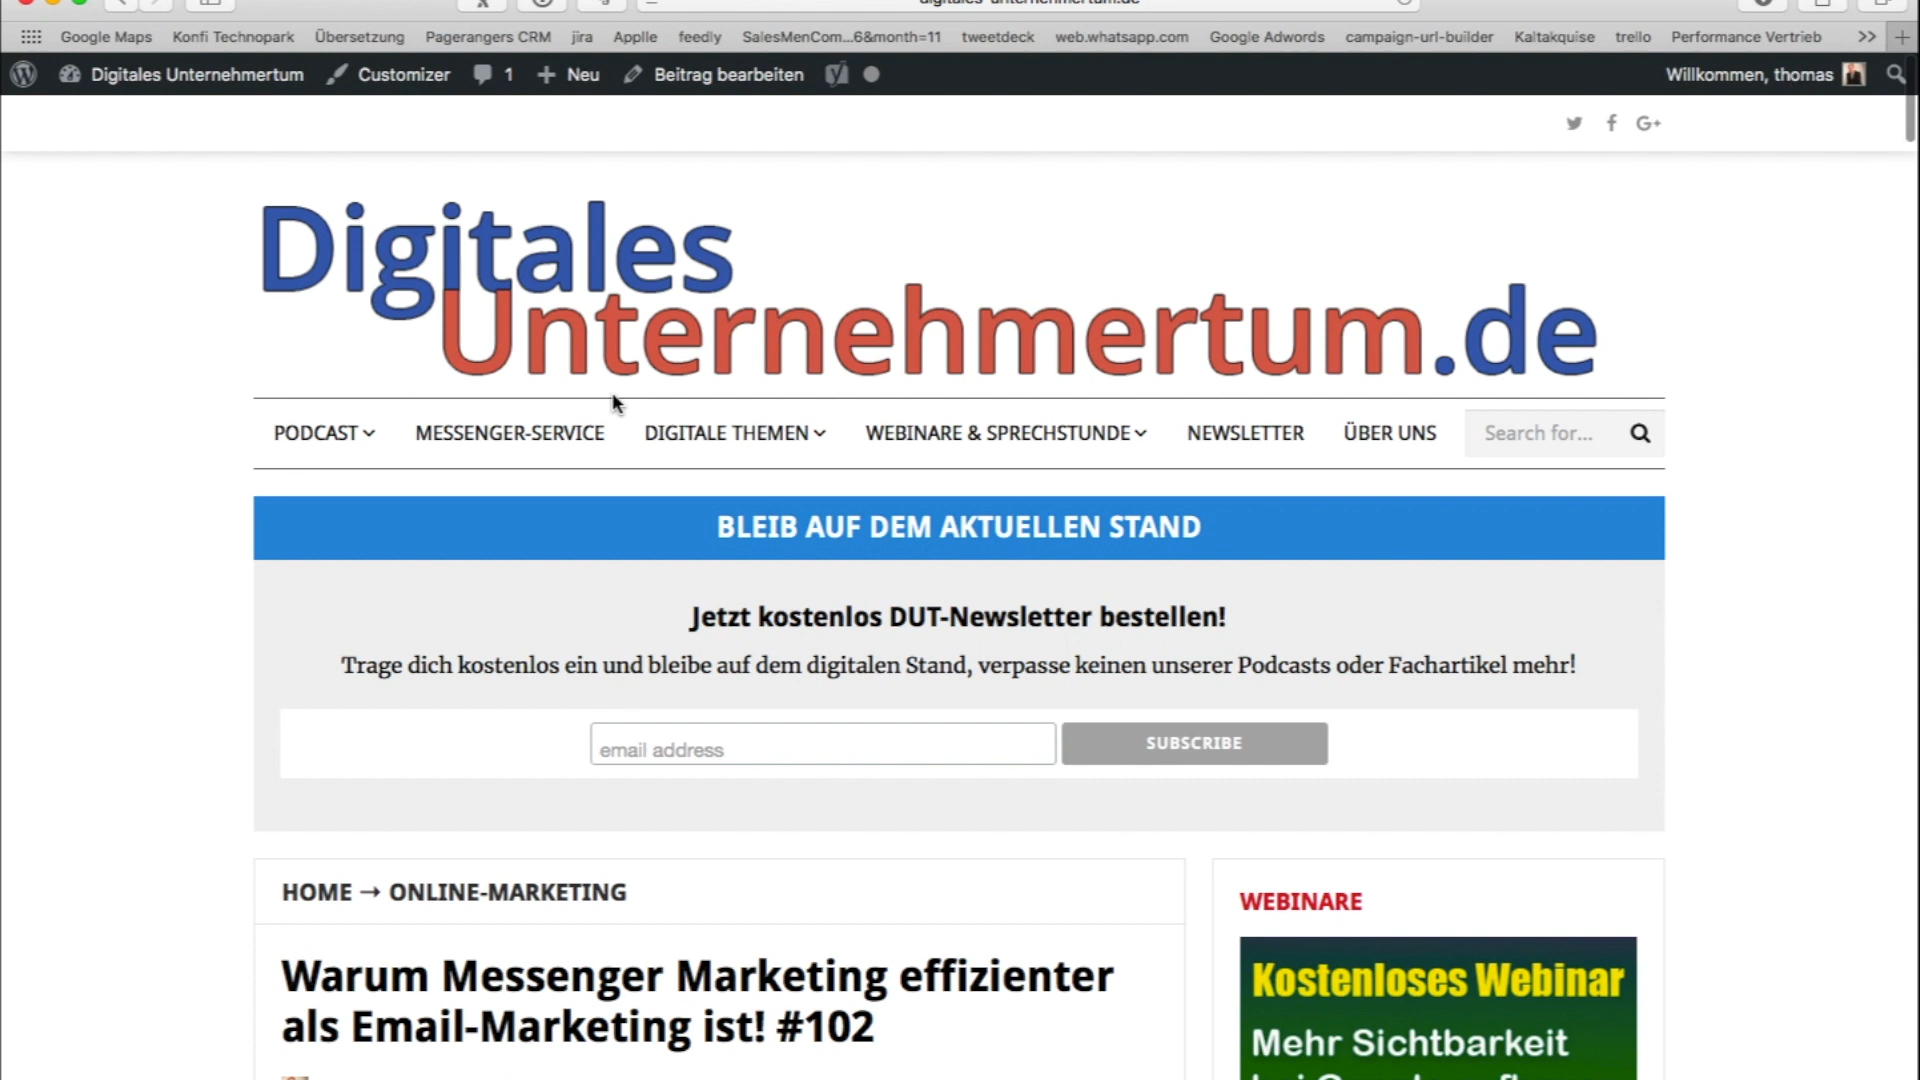 Google Maps Konfi Technopark Übersetzung Pagerangers CRM jira Applle feedly SalesMenCom...6&month=11 tweetdeck web.whatsapp.com Google Adwords campaign-url-builder Kaltakquise trello Performance Vertrieb >>
Digitales Unternehmertum Customizer 1 Neu Beitrag bearbeiten Willkommen, thomas
Digitales
Unternehmertum.de
PODCAST MESSENGER-SERVICE DIGITALE THEMEN WEBINARE & SPRECHSTUNDE NEWSLETTER ÜBER UNS Search for...
BLEIB AUF DEM AKTUELLEN STAND
Jetzt kostenlos DUT-Newsletter bestellen!
Trage dich kostenlos ein und bleibe auf dem digitalen Stand, verpasse keinen unserer Podcasts oder Fachartikel mehr!
email address SUBSCRIBE
HOME → ONLINE-MARKETING
Warum Messenger Marketing effizienter
als Email-Marketing ist! #102
WEBINARE
Kostenloses Webinar
Mehr Sichtbarkeit